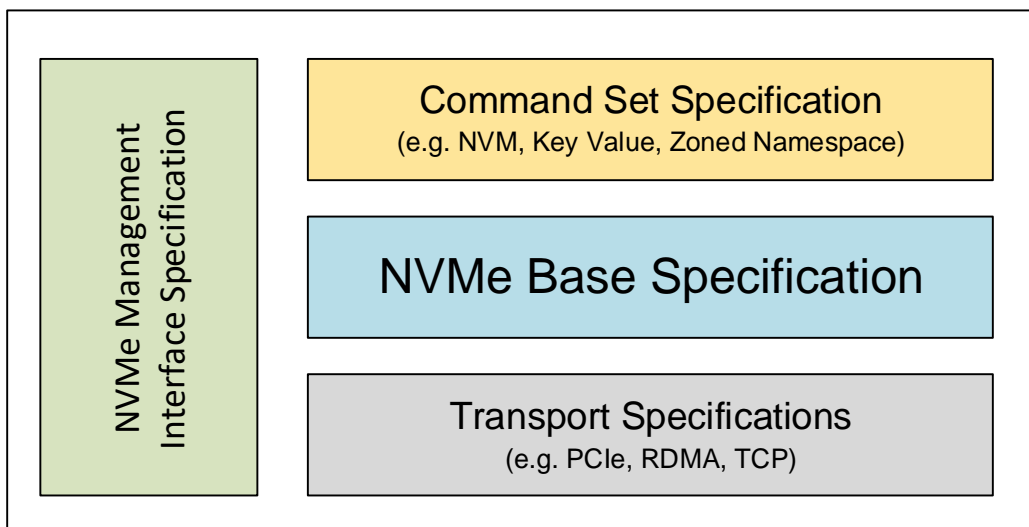 NVMe Management
Interface Specification
Command Set Specification
(e.g. NVM, Key Value, Zoned Namespace)
NVMe Base Specification
Transport Specifications
(e.g. PCIe, RDMA, TCP)